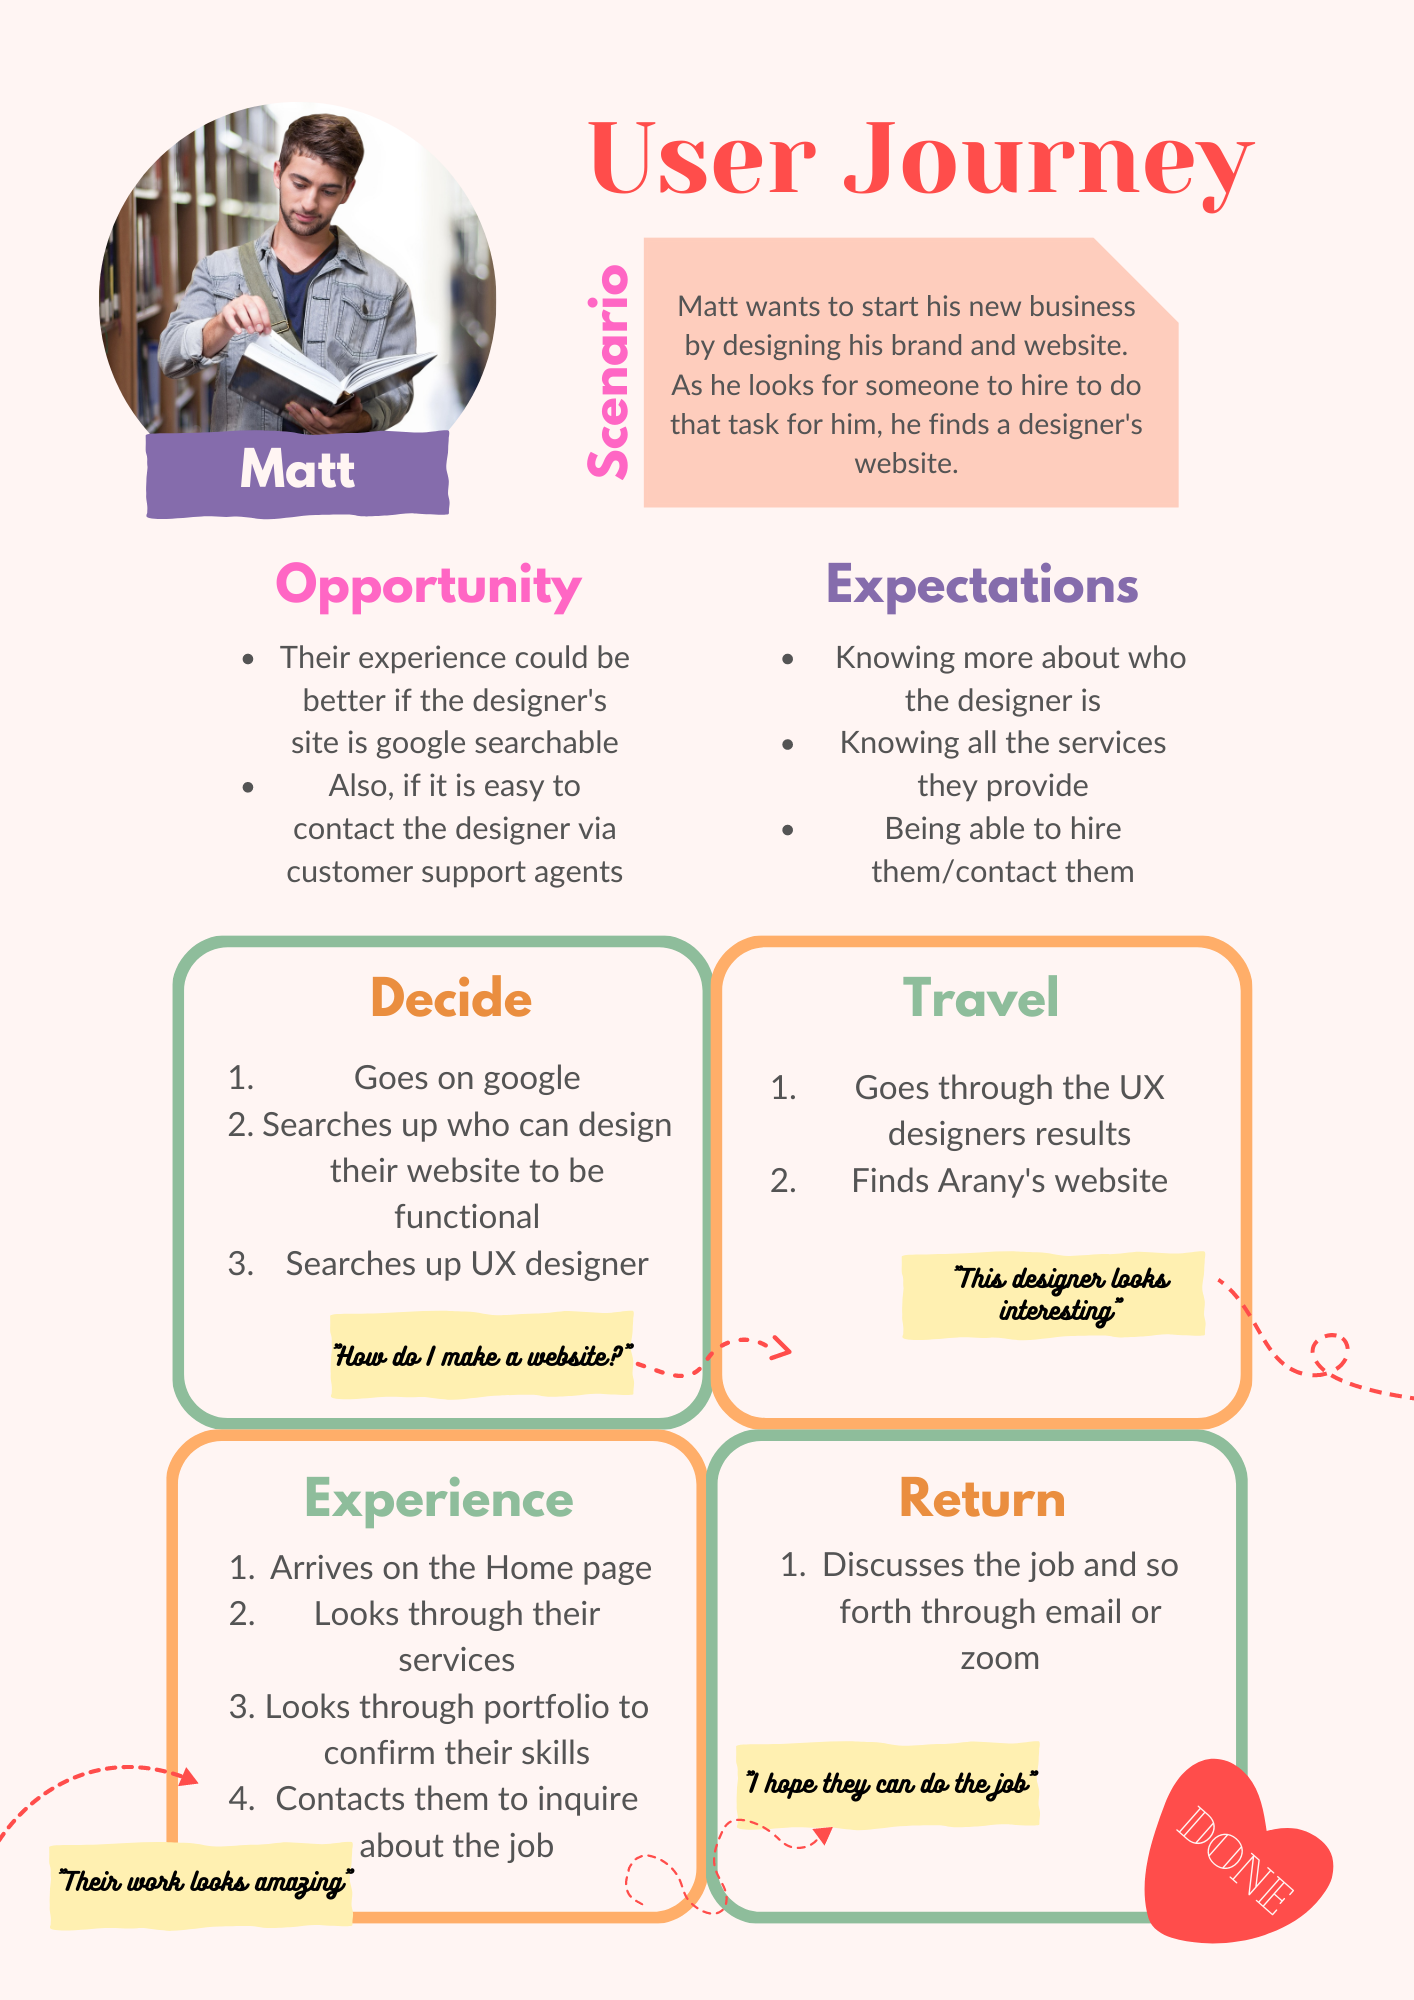 User Journey
Matt
Scenario
Matt wants to start his new business
by designing his brand and website.
As he looks for someone to hire to do
that task for him, he finds a designer's
website.
Opportunity
• Their experience could be
better if the designer's
site is google searchable
• Also, if it is easy to
contact the designer via
customer support agents
Expectations
• Knowing more about who
the designer is
• Knowing all the services
they provide
• Being able to hire
them/contact them
Decide
1. Goes on google
2. Searches up who can design
their website to be
functional
3. Searches up UX designer
"How do I make a website?"
Travel
1. Goes through the UX
designers results
2. Finds Arany's website
"This designer looks
interesting"
Experience
1. Arrives on the Home page
2. Looks through their
services
3. Looks through portfolio to
confirm their skills
4. Contacts them to inquire
about the job
"Their work looks amazing"
Return
1. Discusses the job and so
forth through email or
zoom
"I hope they can do the job"
DONE